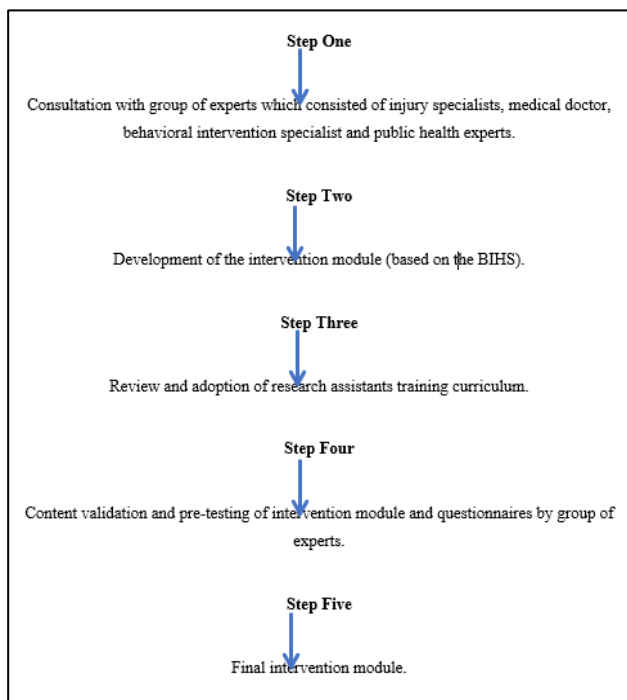 Step One
Consultation with group of experts which consisted of injury specialists, medical doctor,
behavioral intervention specialist and public health experts.
Step Two
Development of the intervention module (based on the BIHS).
Step Three
Review and adoption of research assistants training curriculum.
Step Four
Content validation and pre-testing of intervention module and questionnaires by group of
experts.
Step Five
Final intervention module.